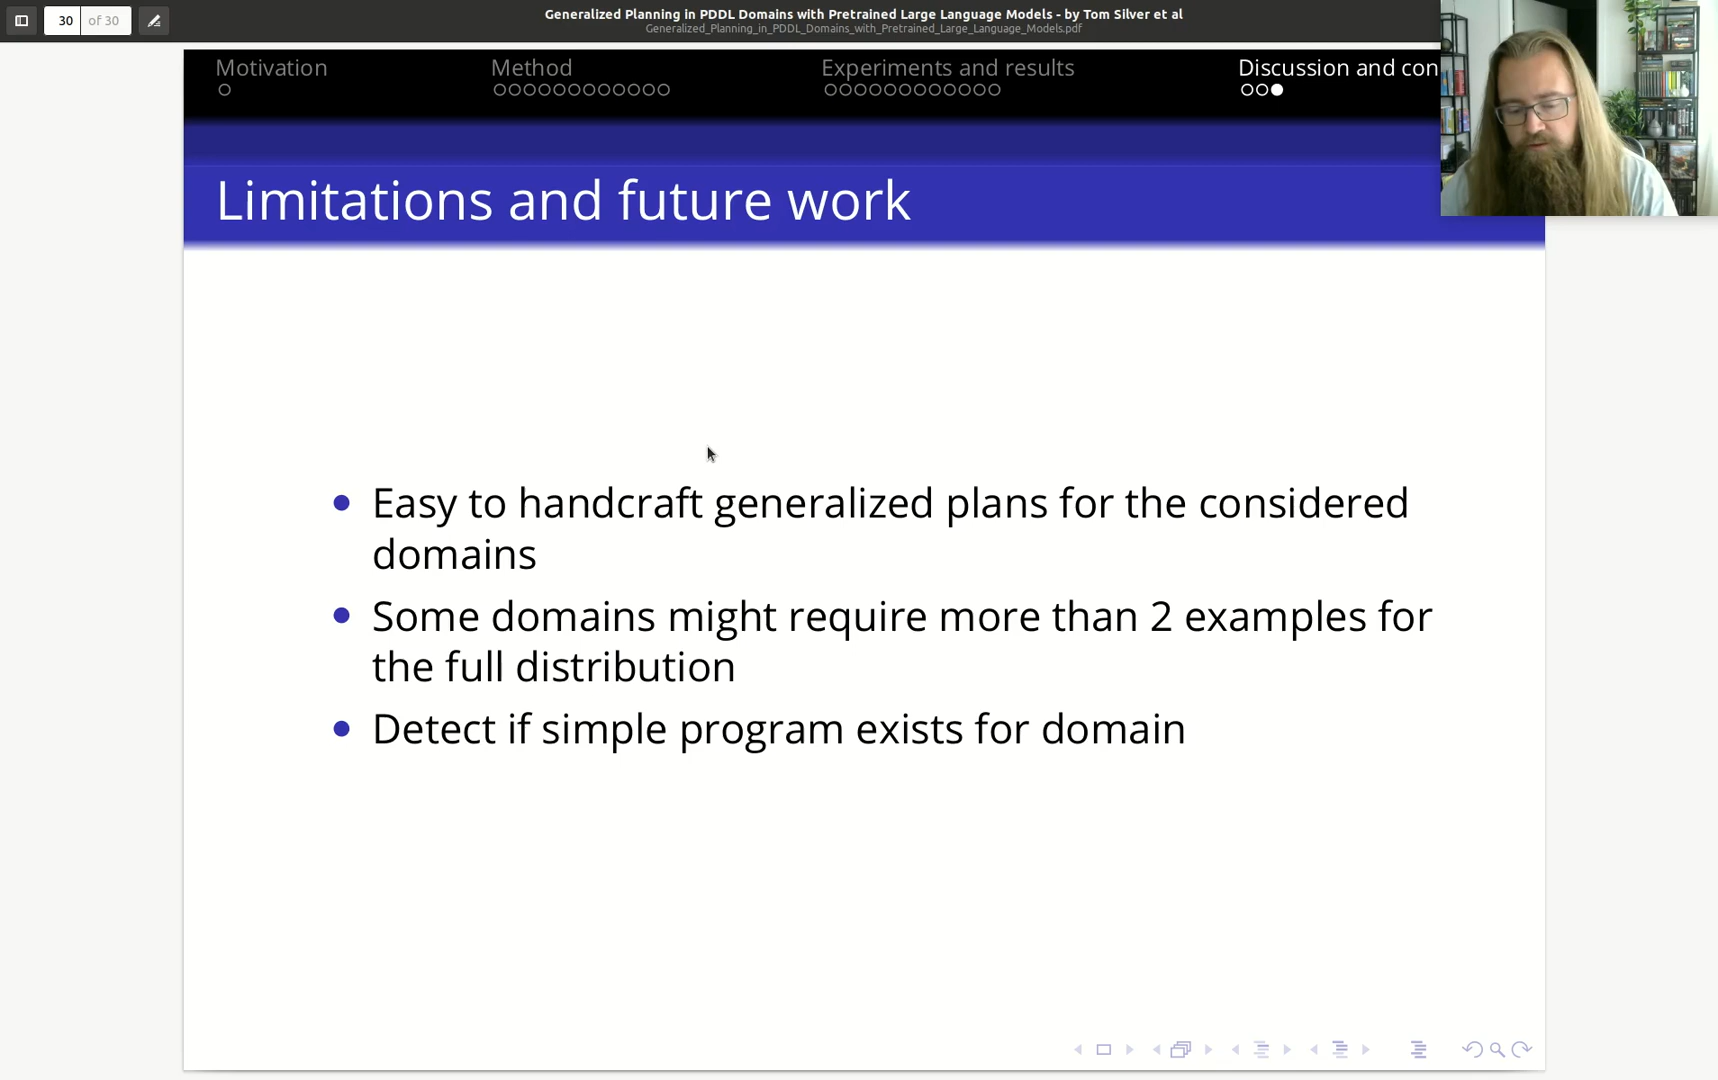 30 of 30
Generalized Planning in PDDL Domains with Pretrained Large Language Models - by Tom Silver et al
Generalized_Planning_in_PDDL_Domains_with_Pretrained_Large_Language_Models.pdf
Motivation Method Experiments and results Discussion and con
Limitations and future work
Easy to handcraft generalized plans for the considered
domains
Some domains might require more than 2 examples for
the full distribution
Detect if simple program exists for domain